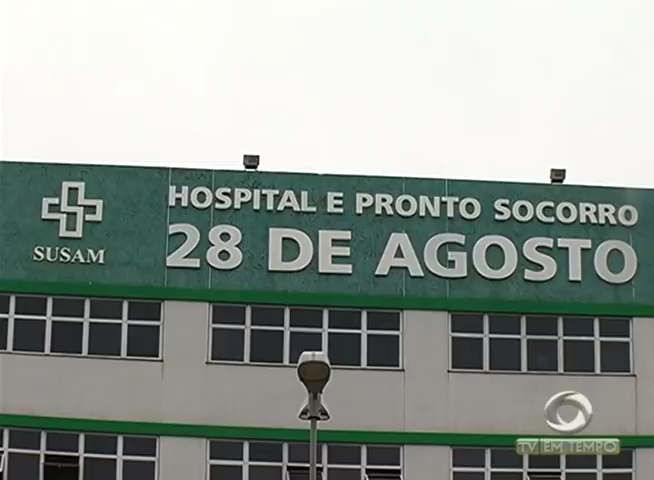 HOSPITAL E PRONTO SOCORRO
28 DE AGOSTO
SUSAM
TV EM TEMPO